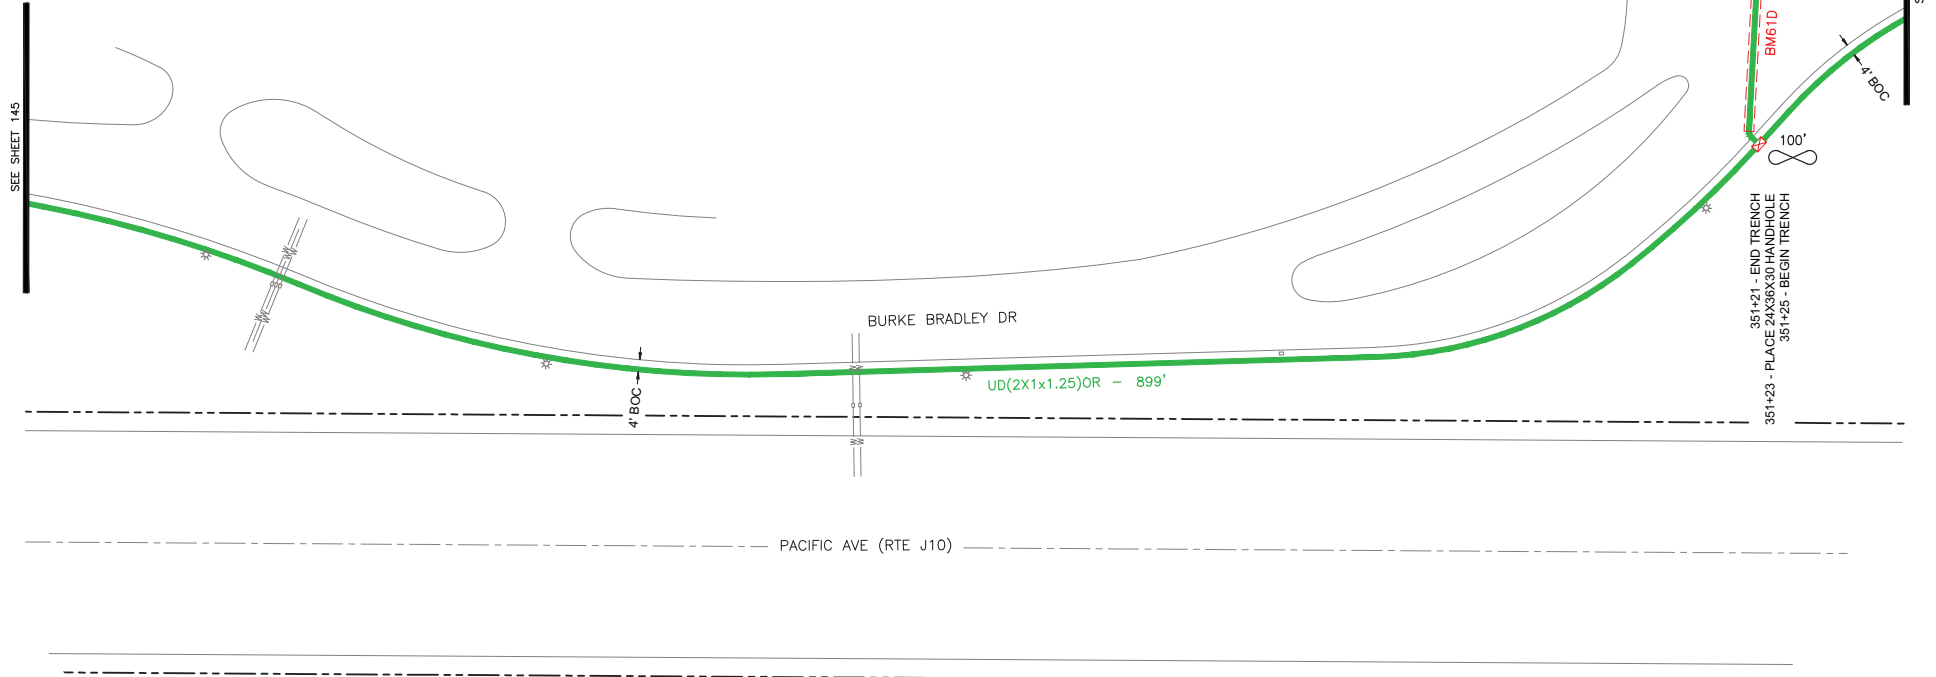 SEE SHEET 145
BM61D
4' BOC
100'
351+21 - END TRENCH
351+23 - PLACE 24X36X30 HANDHOLE
351+25 - BEGIN TRENCH
W W
W W
BURKE BRADLEY DR
W W
UD(2X1x1.25)OR - 899'
4' BOC
W W
PACIFIC AVE (RTE J10)